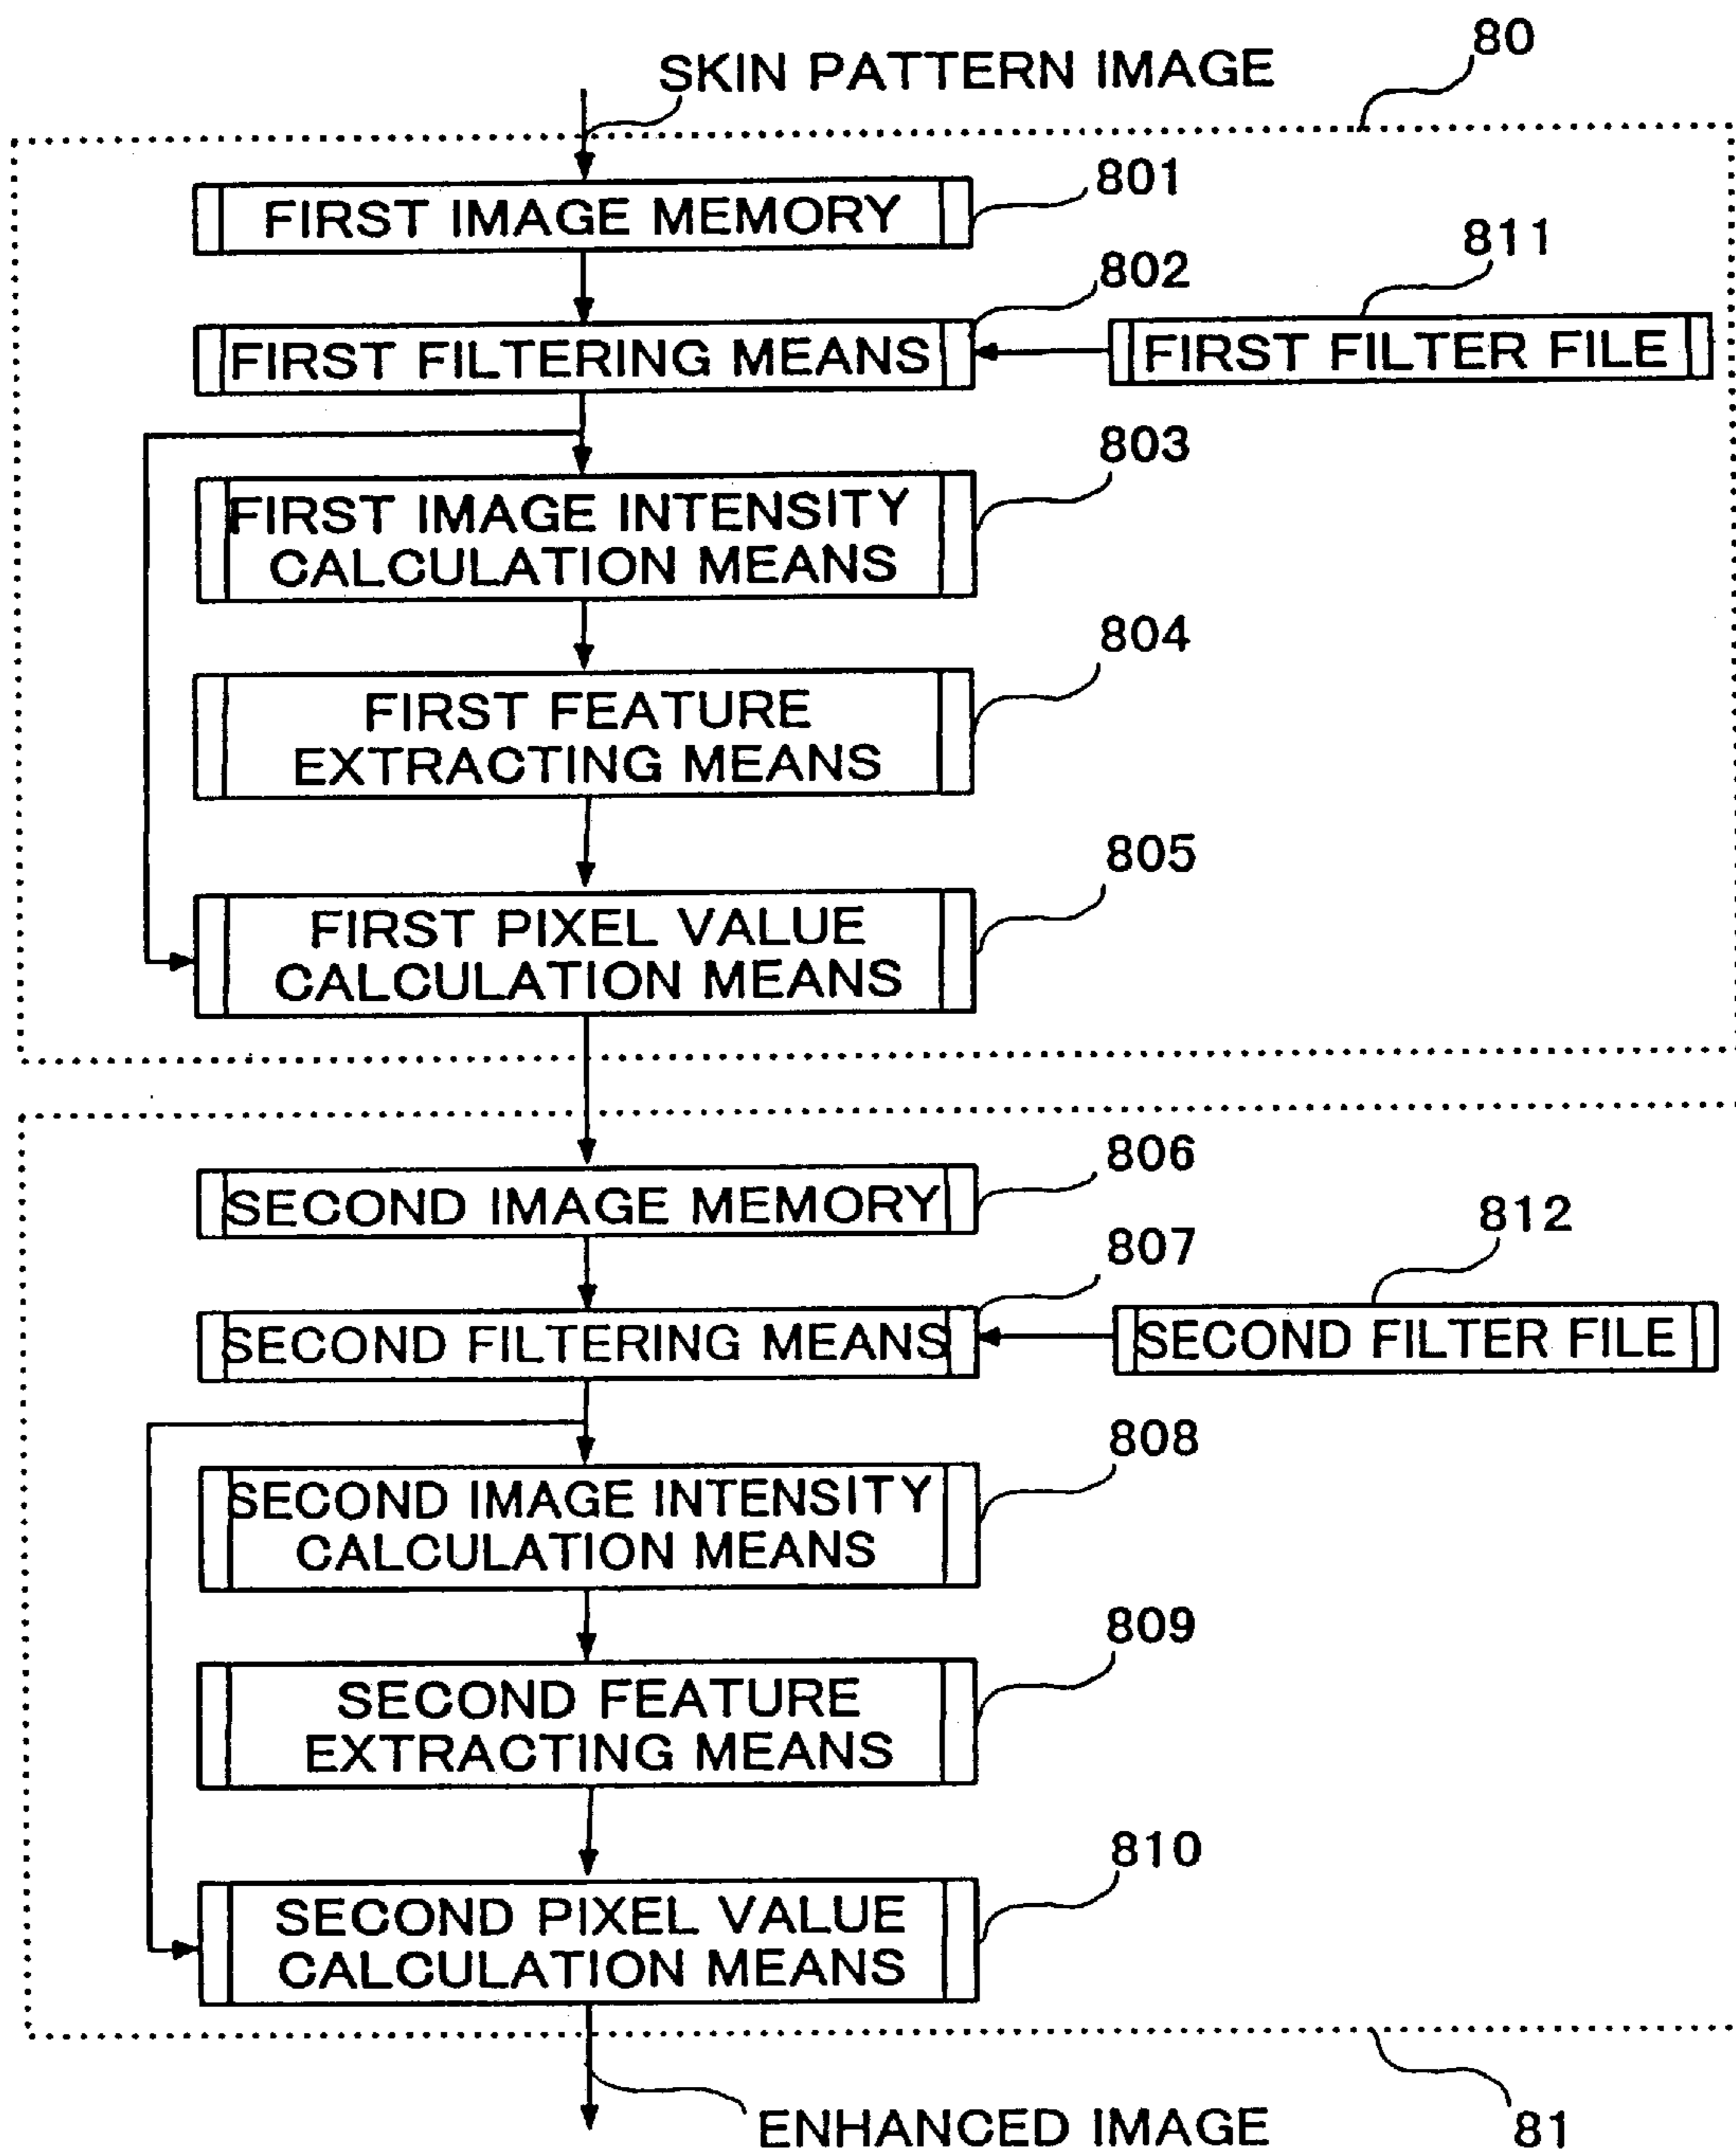 80
SKIN PATTERN IMAGE
801
FIRST IMAGE MEMORY
811
802
FIRST FILTERING MEANS
FIRST FILTER FILE
803
FIRST IMAGE INTENSITY
CALCULATION MEANS
804
FIRST FEATURE
EXTRACTING MEANS
805
FIRST PIXEL VALUE
CALCULATION MEANS
806
SECOND IMAGE MEMORY
812
807
SECOND FILTERING MEANS
SECOND FILTER FILE
808
SECOND IMAGE INTENSITY
CALCULATION MEANS
809
SECOND FEATURE
EXTRACTING MEANS
810
SECOND PIXEL VALUE
CALCULATION MEANS
ENHANCED IMAGE
81